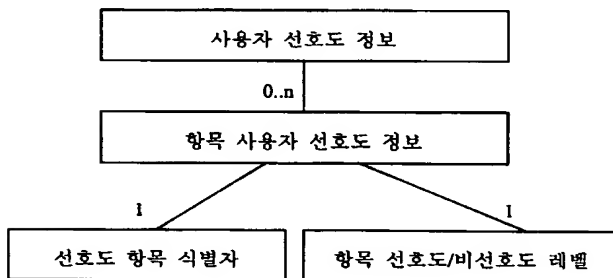 사용자 선호도 정보
0..n
항목 사용자 선호도 정보
1
1
선호도 항목 식별자
항목 선호도/비선호도 레벨